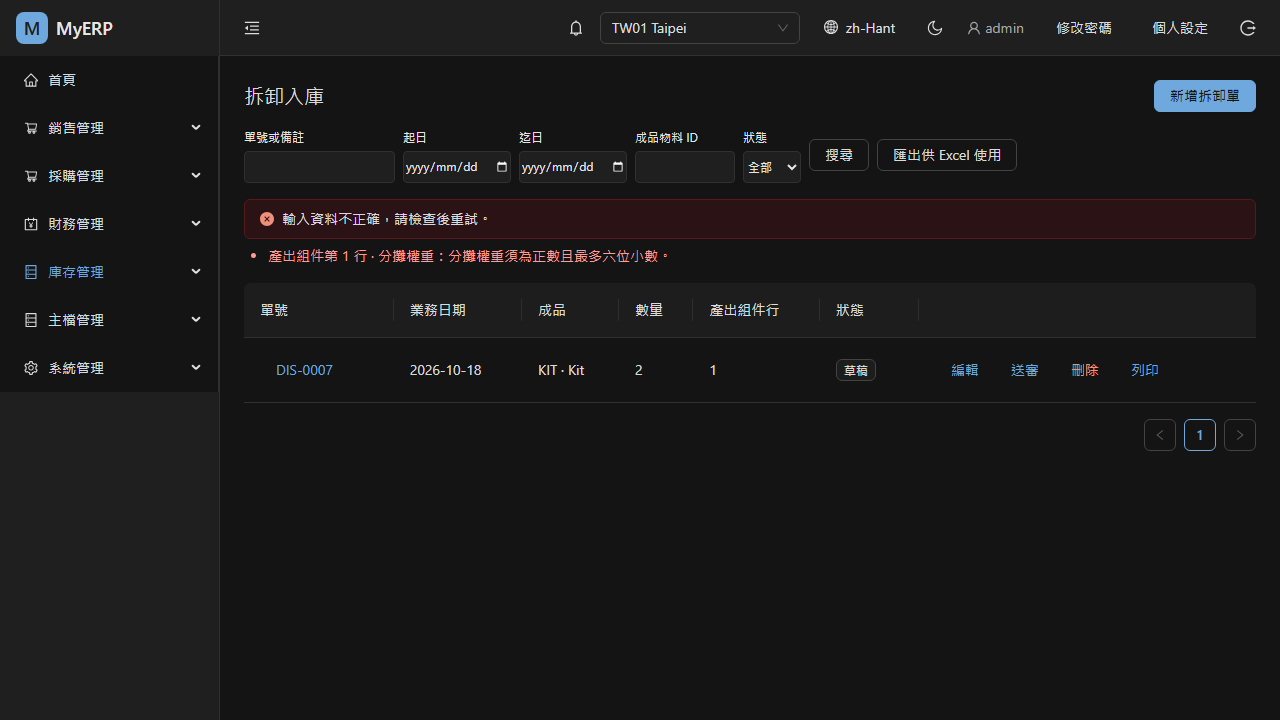 M MyERP
TW01 Taipei
zh-Hant
admin
修改密碼
個人設定
首頁
銷售管理
採購管理
財務管理
庫存管理
主檔管理
系統管理
拆卸入庫
新增拆卸單
單號或備註
起日
迄日
成品物料 ID
狀態
yyyy/mm/dd
yyyy/mm/dd
全部
搜尋
匯出供 Excel 使用
輸入資料不正確，請檢查後重試。
• 產出組件第 1 行 · 分攤權重：分攤權重須為正數且最多六位小數。
單號 業務日期 成品 數量 產出組件行 狀態
DIS-0007 2026-10-18 KIT · Kit 2 1 草稿 編輯 送審 刪除 列印
1